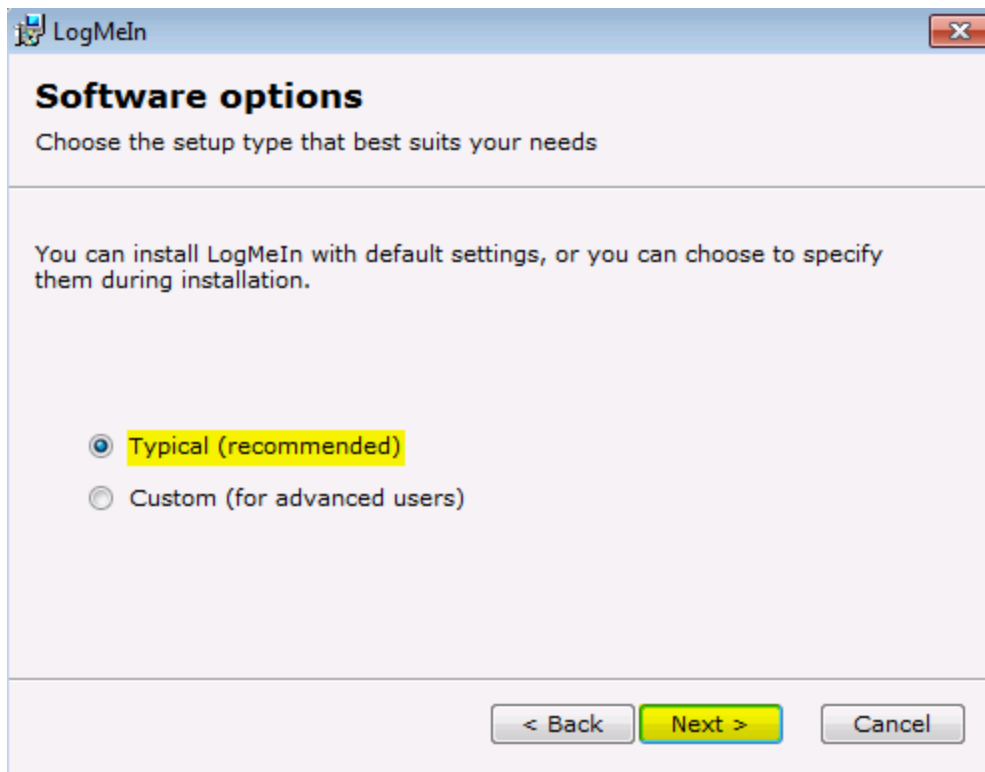 LogMeIn
Software options
Choose the setup type that best suits your needs
You can install LogMeIn with default settings, or you can choose to specify
them during installation.
Typical (recommended)
Custom (for advanced users)
< Back
Next >
Cancel